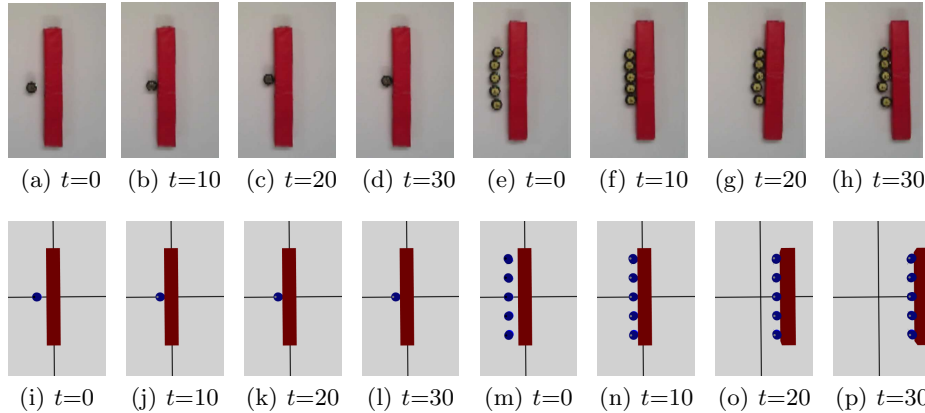 (a) t=0 (b) t=10 (c) t=20 (d) t=30 (e) t=0 (f) t=10 (g) t=20 (h) t=30
(i) t=0 (j) t=10 (k) t=20 (l) t=30 (m) t=0 (n) t=10 (o) t=20 (p) t=30